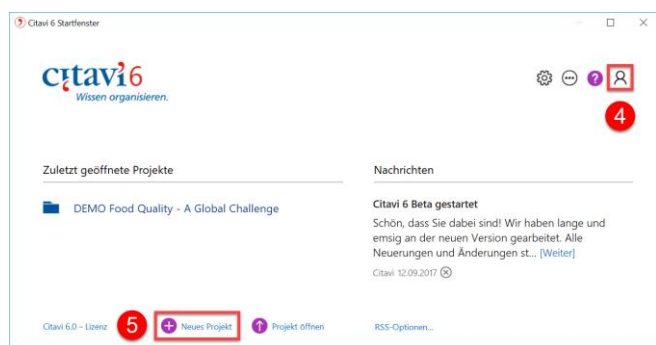 Citavi 6 Startfenster
citavi 6
Wissen organisieren.
?
4
Zuletzt geöffnete Projekte
DEMO Food Quality - A Global Challenge
Nachrichten
Citavi 6 Beta gestartet
Schön, dass Sie dabei sind! Wir haben lange und
emsig an der neuen Version gearbeitet. Alle
Neuerungen und Änderungen st... [Weiter]
Citavi 12.09.2017
Citavi 6.0 – Lizenz
5
Neues Projekt
Projekt öffnen
RSS-Optionen...